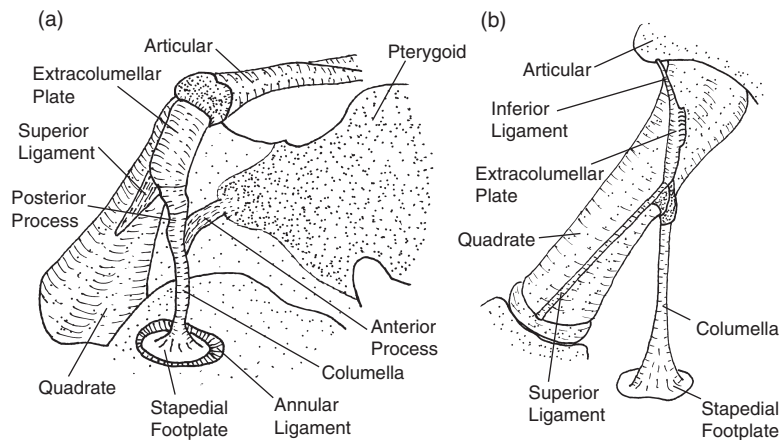 (a)
Articular
Extracolumellar
Plate
Superior
Ligament
Posterior
Process
Quadrate
Stapedial
Footplate
Annular
Ligament
Columella
Anterior
Process
Pterygoid
(b)
Articular
Inferior
Ligament
Extracolumellar
Plate
Quadrate
Superior
Ligament
Columella
Stapedial
Footplate